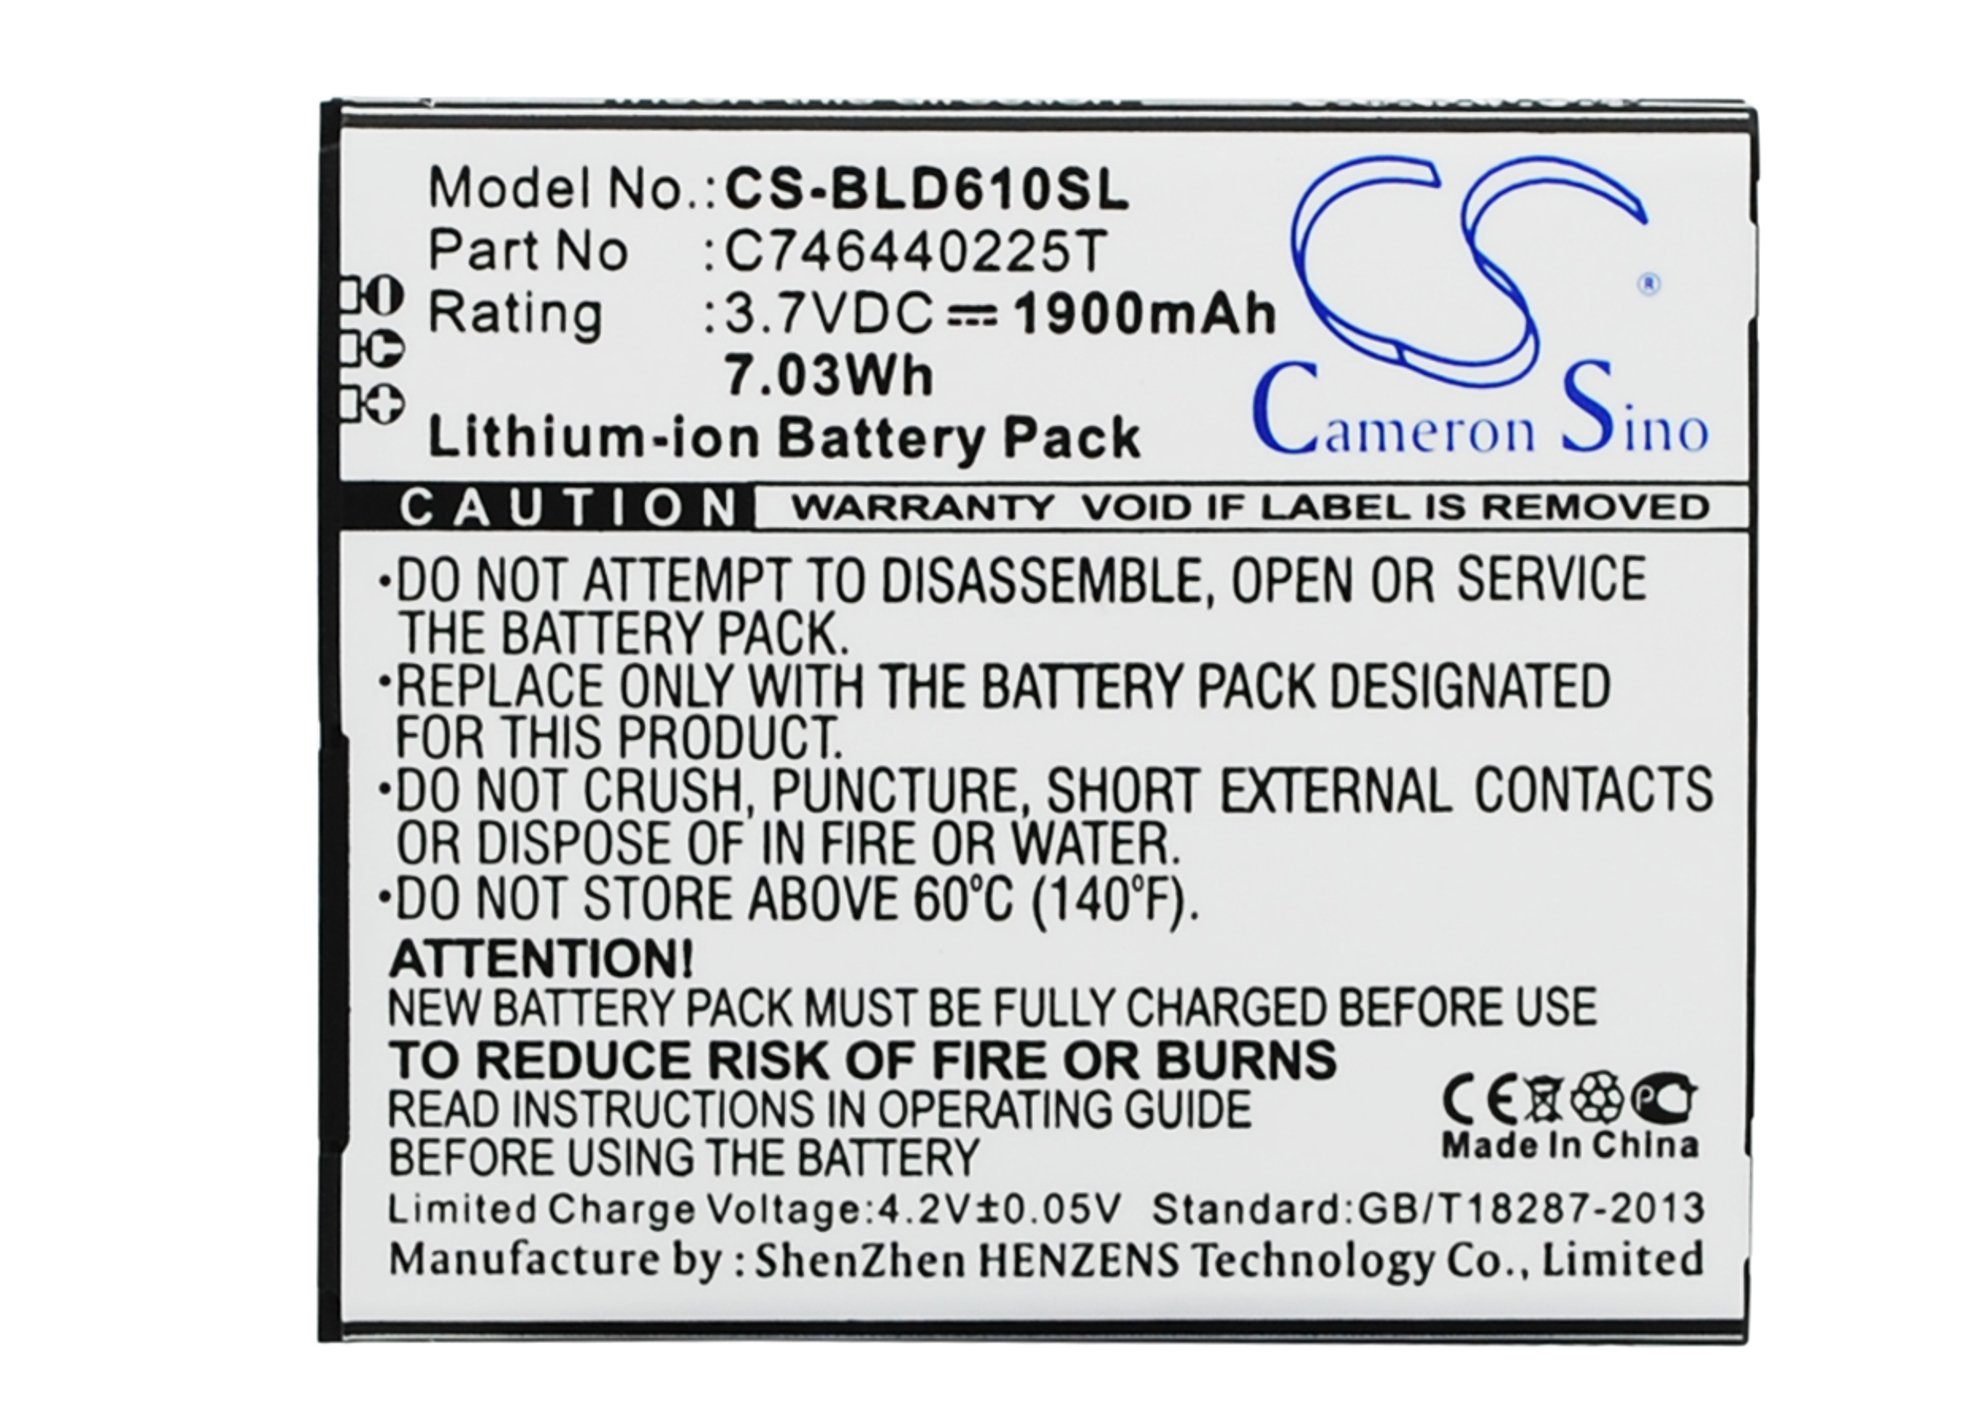 Model No.:CS-BLD610SL
Part No :C746440225T
Rating :3.7VDC 1900mAh
7.03Wh
Lithium-ion Battery Pack
CS
®
Cameron Sino
CAUTION WARRANTY VOID IF LABEL IS REMOVED
•DO NOT ATTEMPT TO DISASSEMBLE, OPEN OR SERVICE
THE BATTERY PACK.
•REPLACE ONLY WITH THE BATTERY PACK DESIGNATED
FOR THIS PRODUCT.
•DO NOT CRUSH, PUNCTURE, SHORT EXTERNAL CONTACTS
OR DISPOSE OF IN FIRE OR WATER.
•DO NOT STORE ABOVE 60°C (140°F).
ATTENTION!
NEW BATTERY PACK MUST BE FULLY CHARGED BEFORE USE
TO REDUCE RISK OF FIRE OR BURNS
READ INSTRUCTIONS IN OPERATING GUIDE
BEFORE USING THE BATTERY
CE PC
Made In China
Limited Charge Voltage:4.2V±0.05V Standard:GB/T18287-2013
Manufacture by : ShenZhen HENZENS Technology Co., Limited